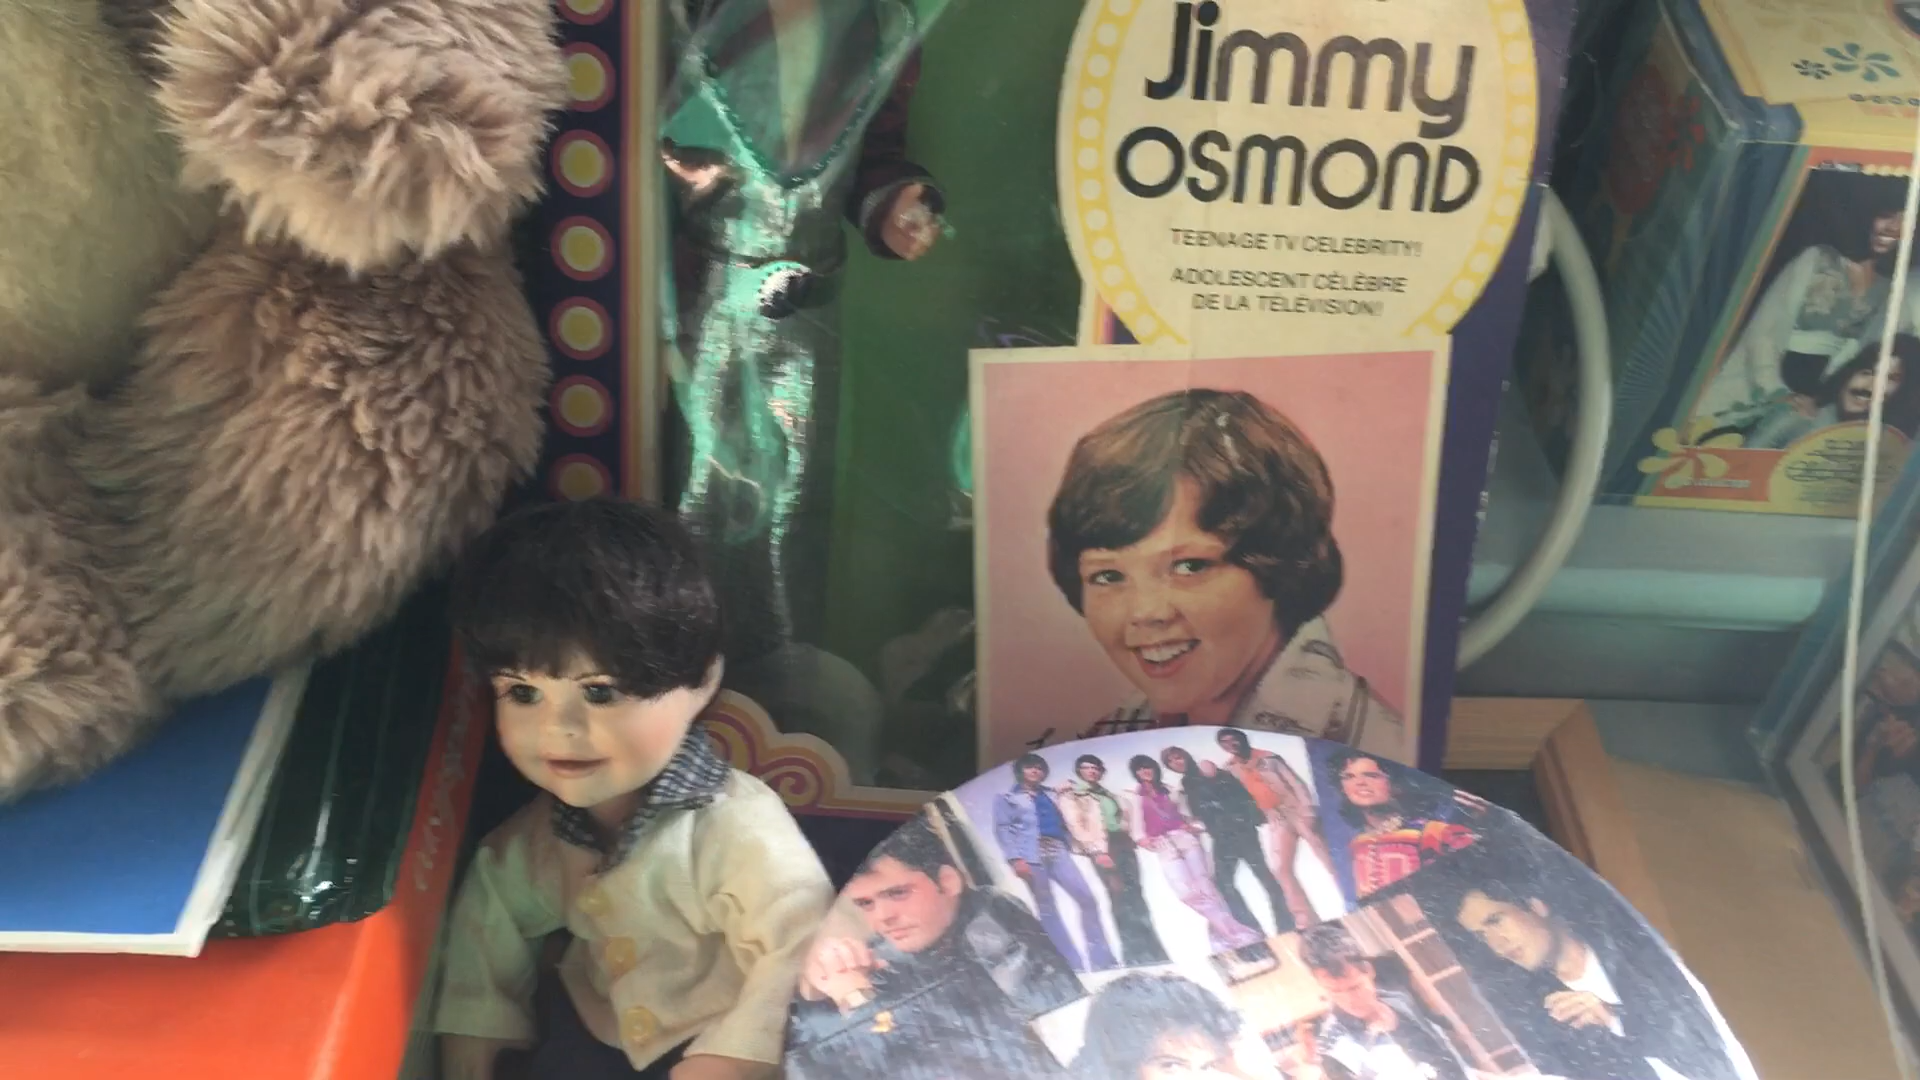 Jimmy
OSMOND
TEENAGE TV CELEBRITY!
ADOLESCENT CÉLÈBRE
DE LA TÉLÉVISION!